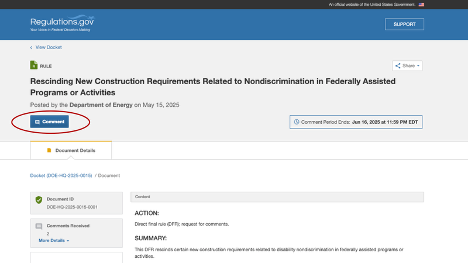 An official website of the United States Government.
Regulations.gov
Your Voice in Federal Decision Making
SUPPORT
‹ View Docket
RULE
Share
Rescinding New Construction Requirements Related to Nondiscrimination in Federally Assisted
Programs or Activities
Posted by the Department of Energy on May 15, 2025
Comment
Comment Period Ends: Jun 16, 2025 at 11:59 PM EDT
Document Details
Docket (DOE-HQ-2025-0015) / Document
Document ID
DOE-HQ-2025-0015-0001
Comments Received
2
More Details
Content
ACTION:
Direct final rule (DFR); request for comments.
SUMMARY:
This DFR rescinds certain new construction requirements related to disability nondiscrimination in federally assisted programs or
activities.